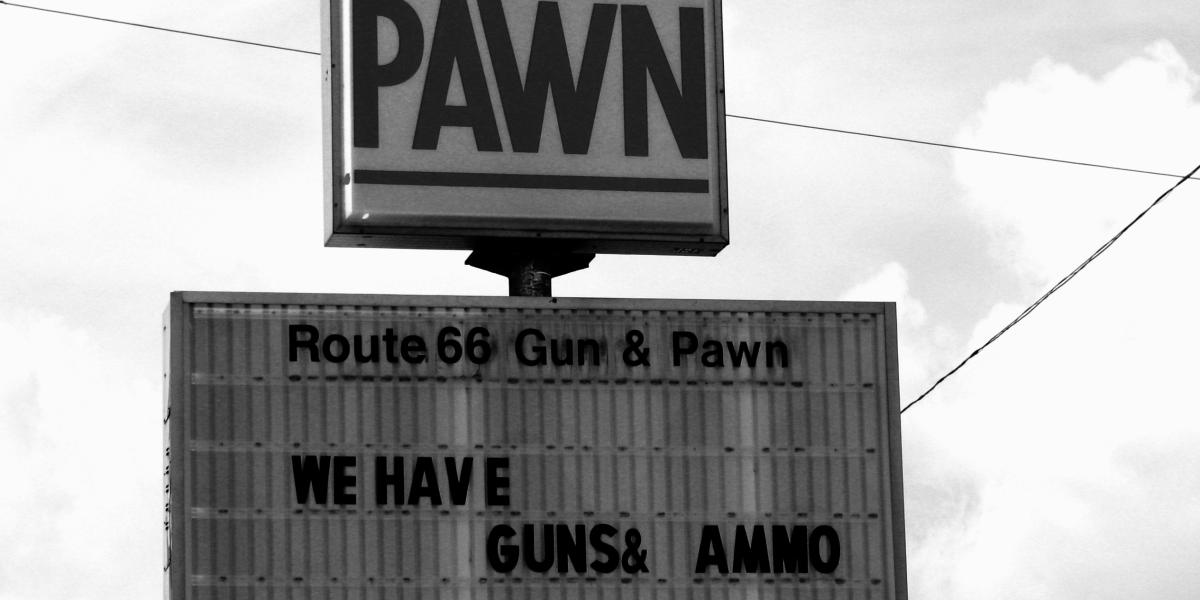 PAWN
Route 66 Gun & Pawn
WE HAVE
GUNS& AMMO